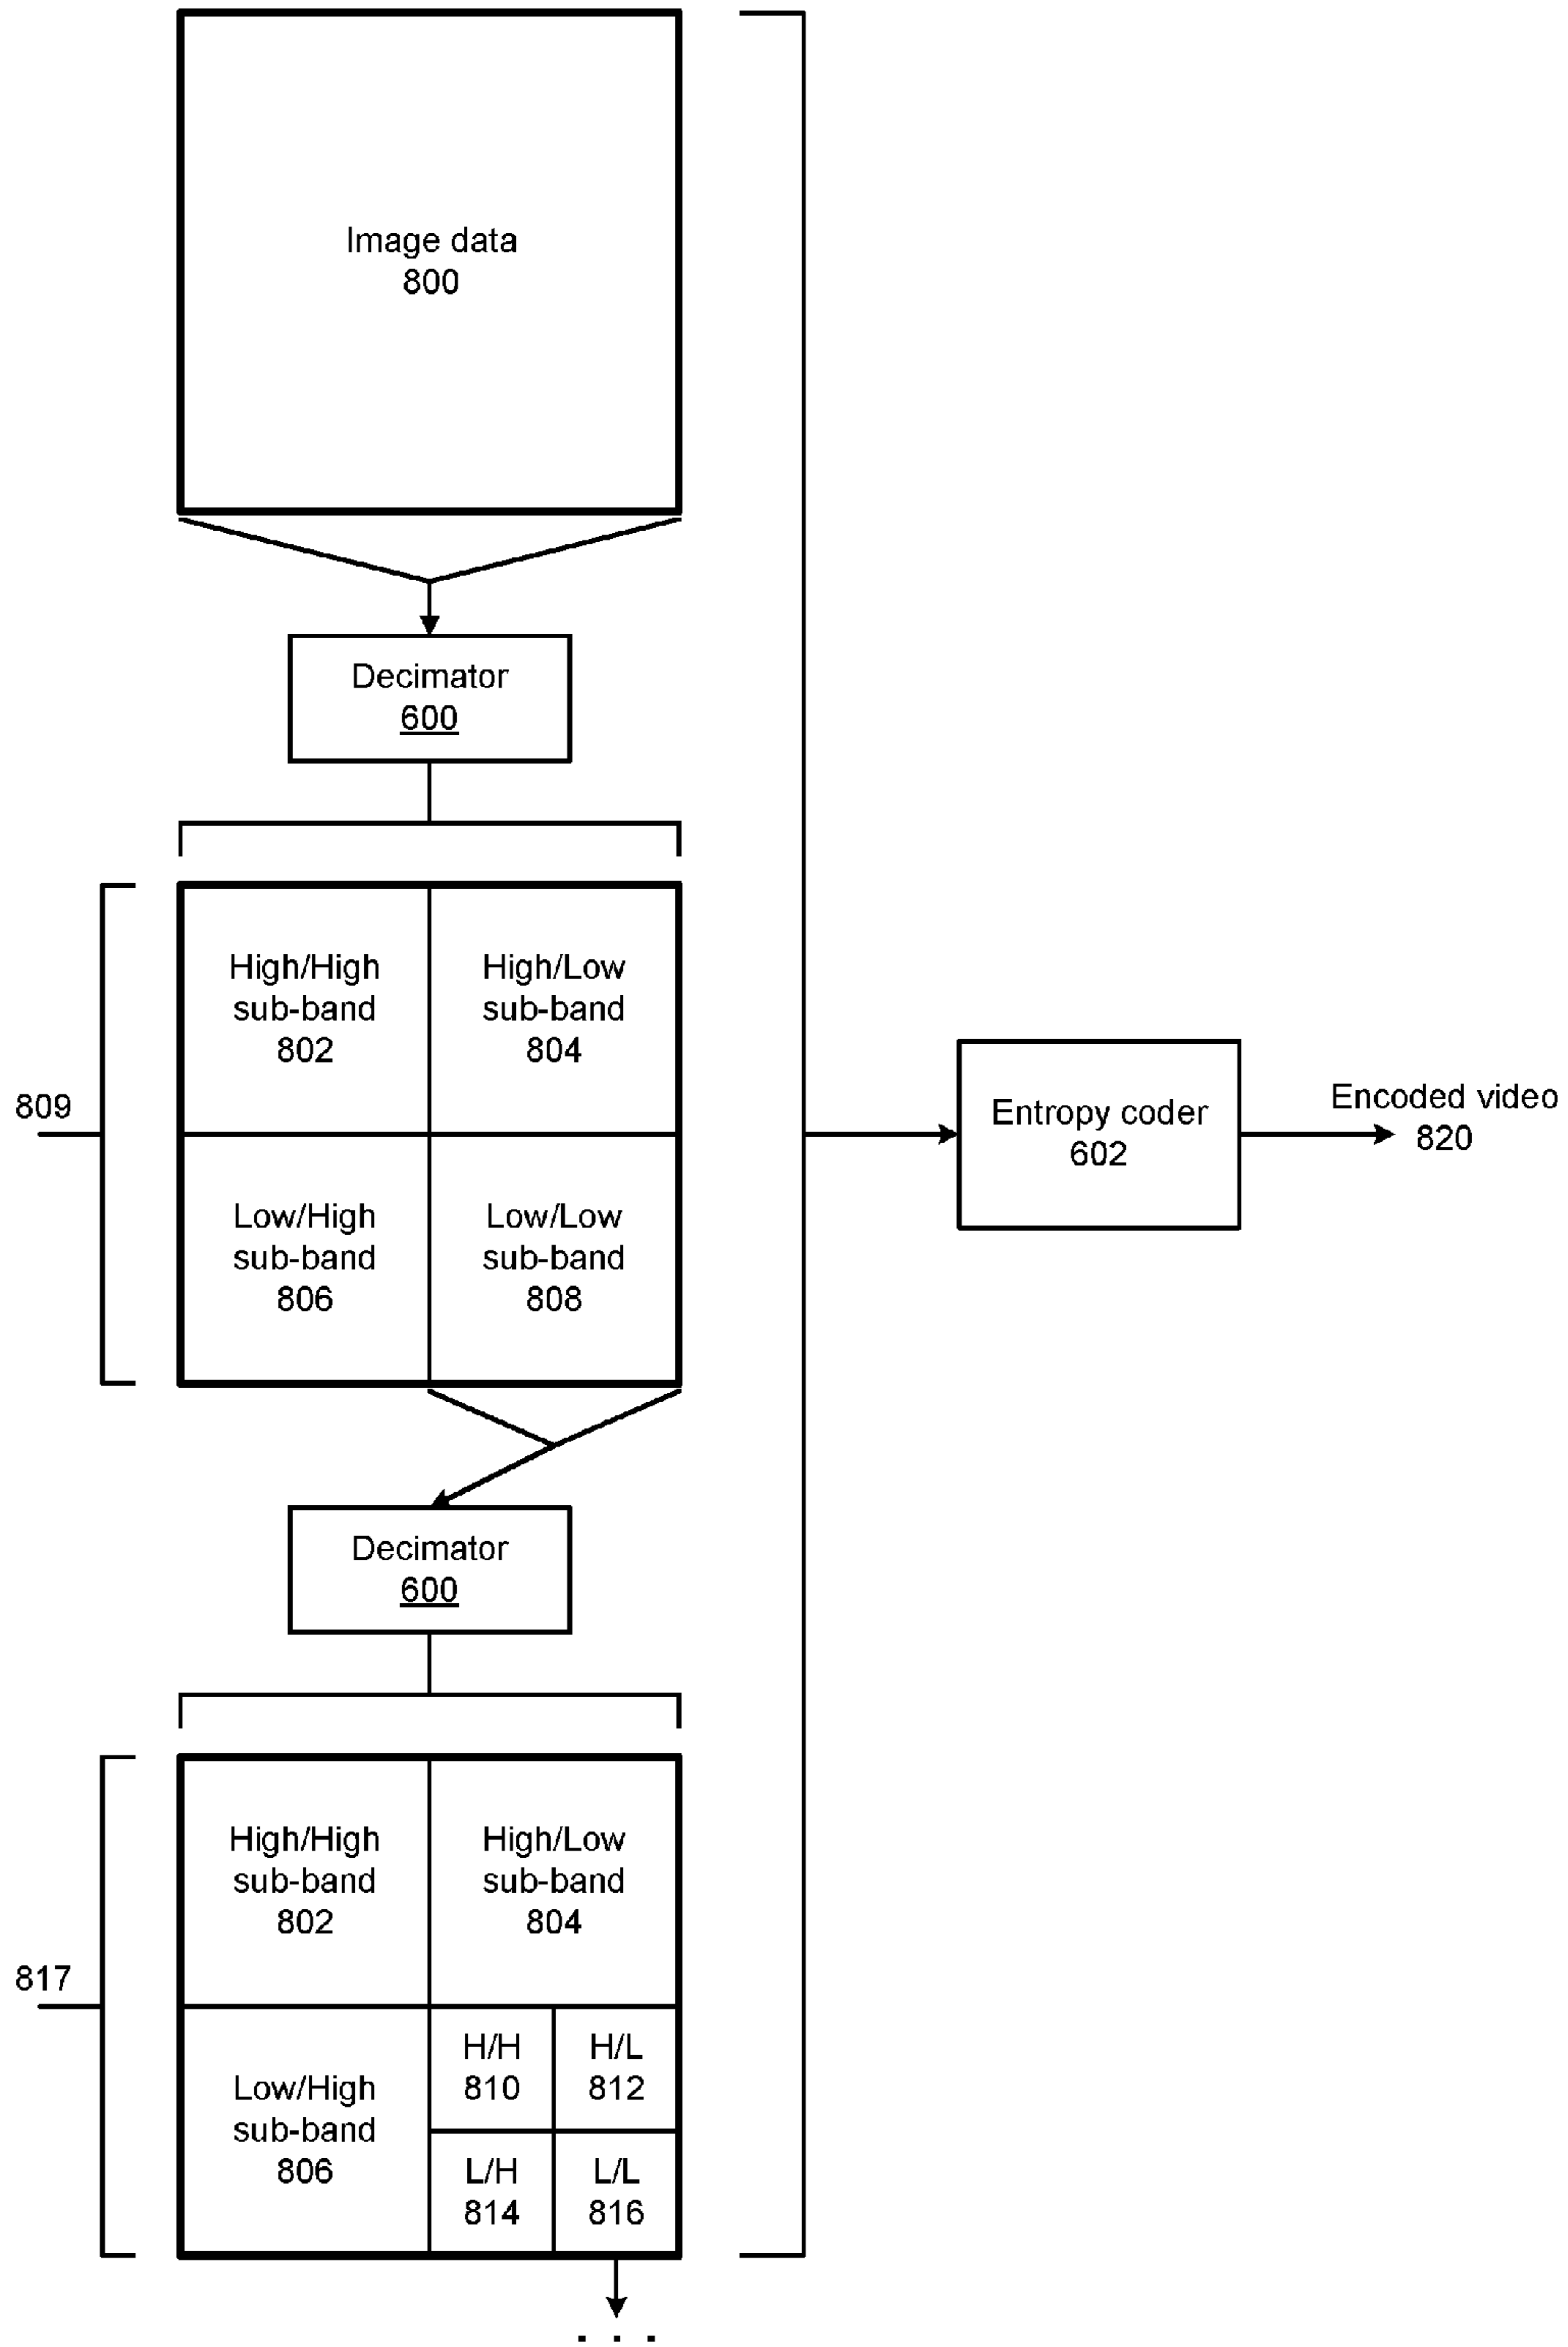 Image data
800
Decimator
600
High/High
sub-band
802
High/Low
sub-band
804
809
Low/High
sub-band
806
Low/Low
sub-band
808
Entropy coder
602
Encoded video
820
Decimator
600
High/High
sub-band
802
High/Low
sub-band
804
817
Low/High
sub-band
806
H/H
810
H/L
812
L/H
814
L/L
816
. . .